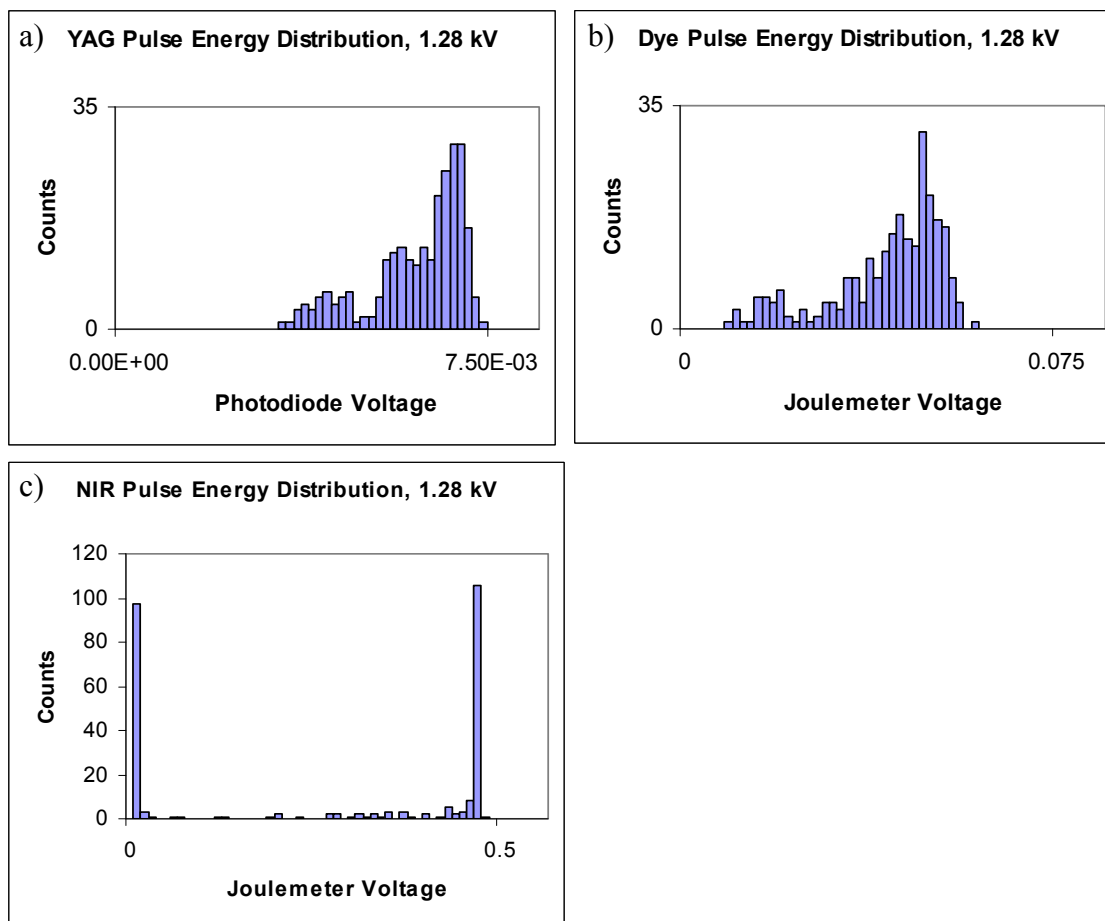 a) YAG Pulse Energy Distribution, 1.28 kV
35
Counts
0
0.00E+00 7.50E-03
Photodiode Voltage
b) Dye Pulse Energy Distribution, 1.28 kV
35
Counts
0
0 0.075
Joulemeter Voltage
c) NIR Pulse Energy Distribution, 1.28 kV
120
100
80
60
40
20
0
Counts
0 0.5
Joulemeter Voltage